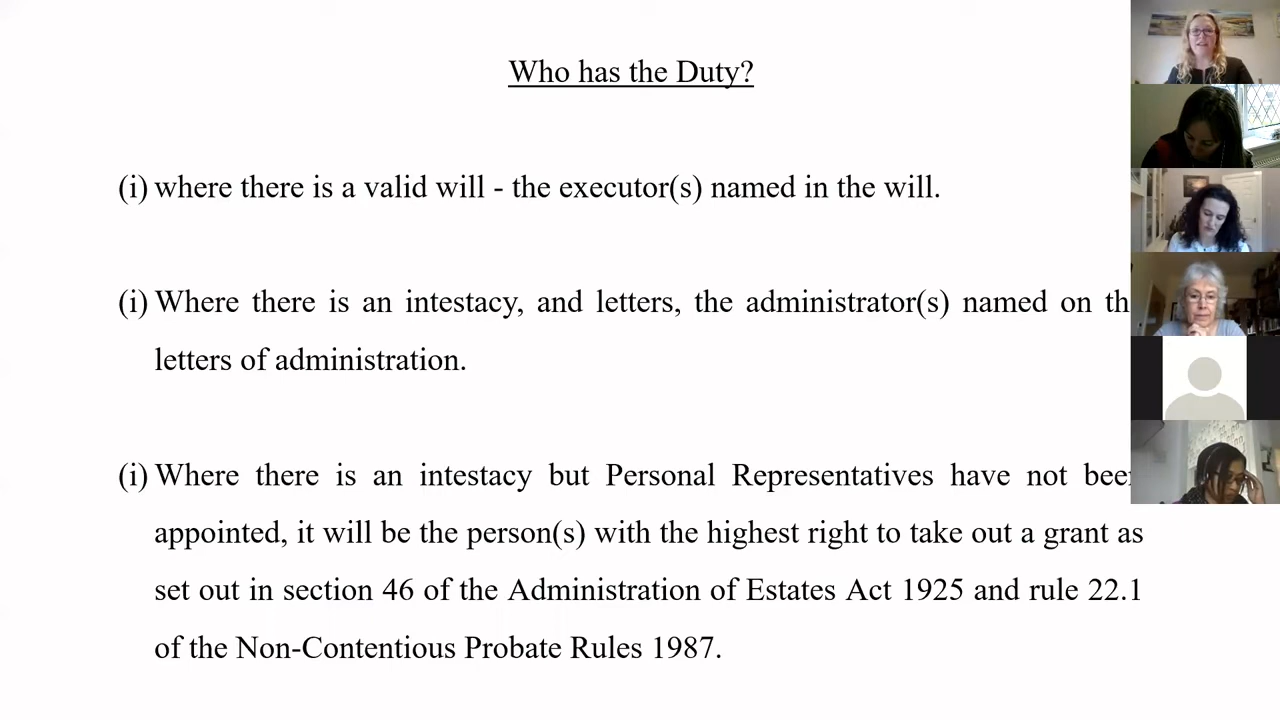 Who has the Duty?
(i) where there is a valid will - the executor(s) named in the will.
(i) Where there is an intestacy, and letters, the administrator(s) named on th
letters of administration.
(i) Where there is an intestacy but Personal Representatives have not been
appointed, it will be the person(s) with the highest right to take out a grant as
set out in section 46 of the Administration of Estates Act 1925 and rule 22.1
of the Non-Contentious Probate Rules 1987.